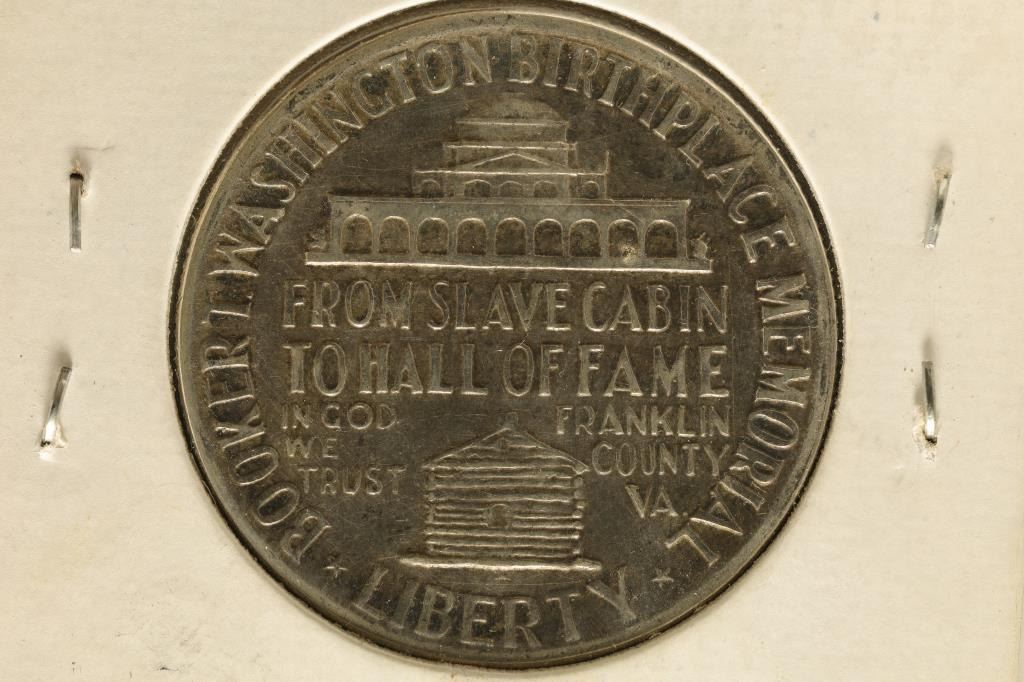 BOOKER T. WASHINGTON BIRTHPLACE MEMORIAL
FROM SLAVE CABIN
TO HALL OF FAME
IN GOD
WE
TRUST
FRANKLIN
COUNTY
VA.
LIBERTY